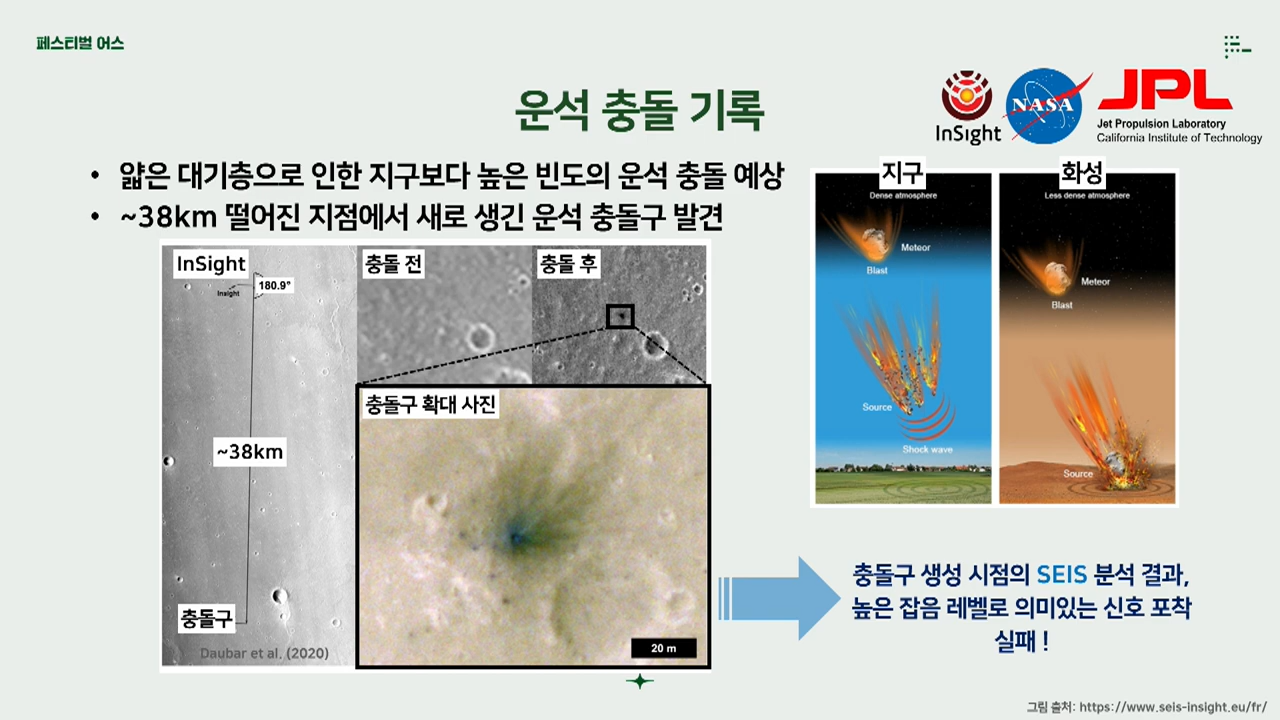 페스티벌 어스
운석 충돌 기록
InSight
NASA
JPL
Jet Propulsion Laboratory
California Institute of Technology
• 얇은 대기층으로 인한 지구보다 높은 빈도의 운석 충돌 예상
• ~38km 떨어진 지점에서 새로 생긴 운석 충돌구 발견
InSight
Insight
180.9°
~38km
충돌구
Daubar et al. (2020)
충돌 전
충돌 후
충돌구 확대 사진
20 m
지구
Dense atmosphere
Meteor
Blast
Source
Shock wave
화성
Less dense atmosphere
Meteor
Blast
Source
충돌구 생성 시점의 SEIS 분석 결과,
높은 잡음 레벨로 의미있는 신호 포착
실패 !
그림 출처: https://www.seis-insight.eu/fr/